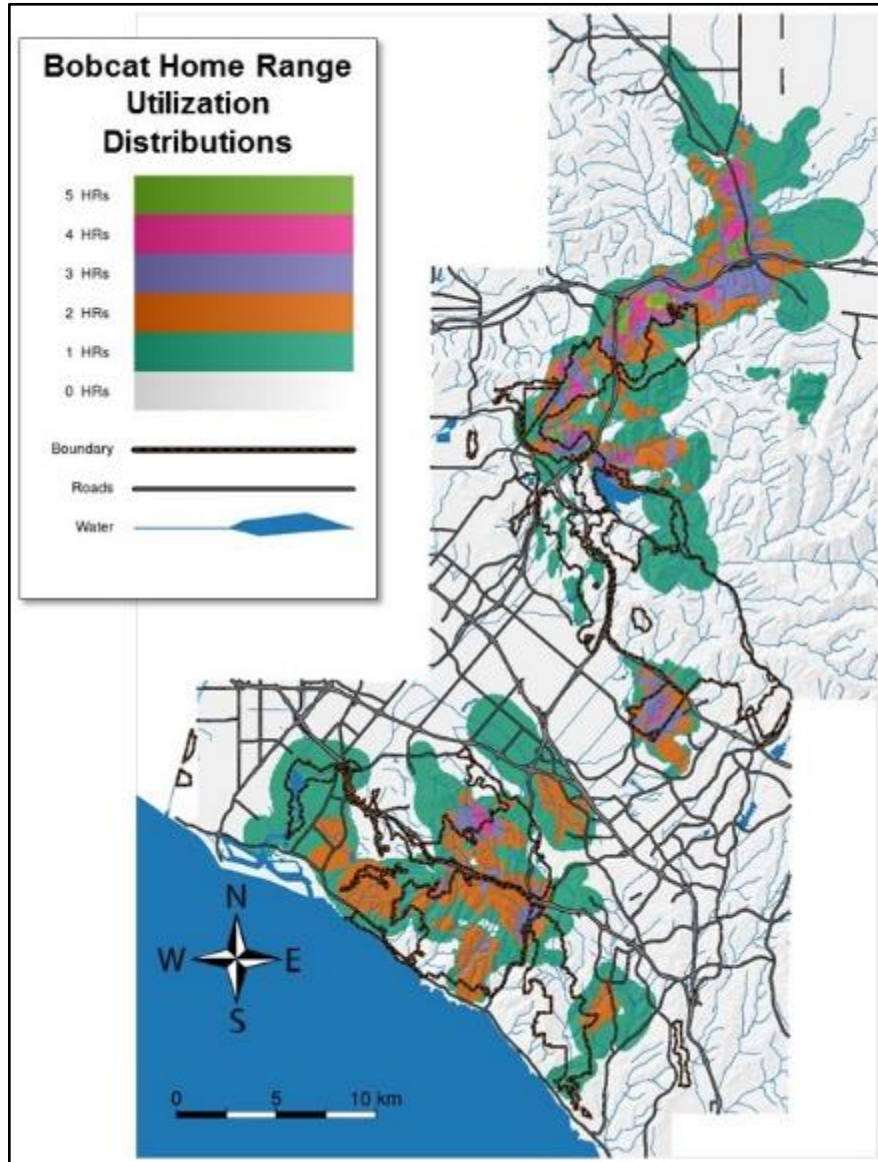 Bobcat Home Range
Utilization
Distributions
5 HRs
4 HRs
3 HRs
2 HRs
1 HRs
0 HRs
Boundary
Roads
Water
N
W E
S
0 5 10 km